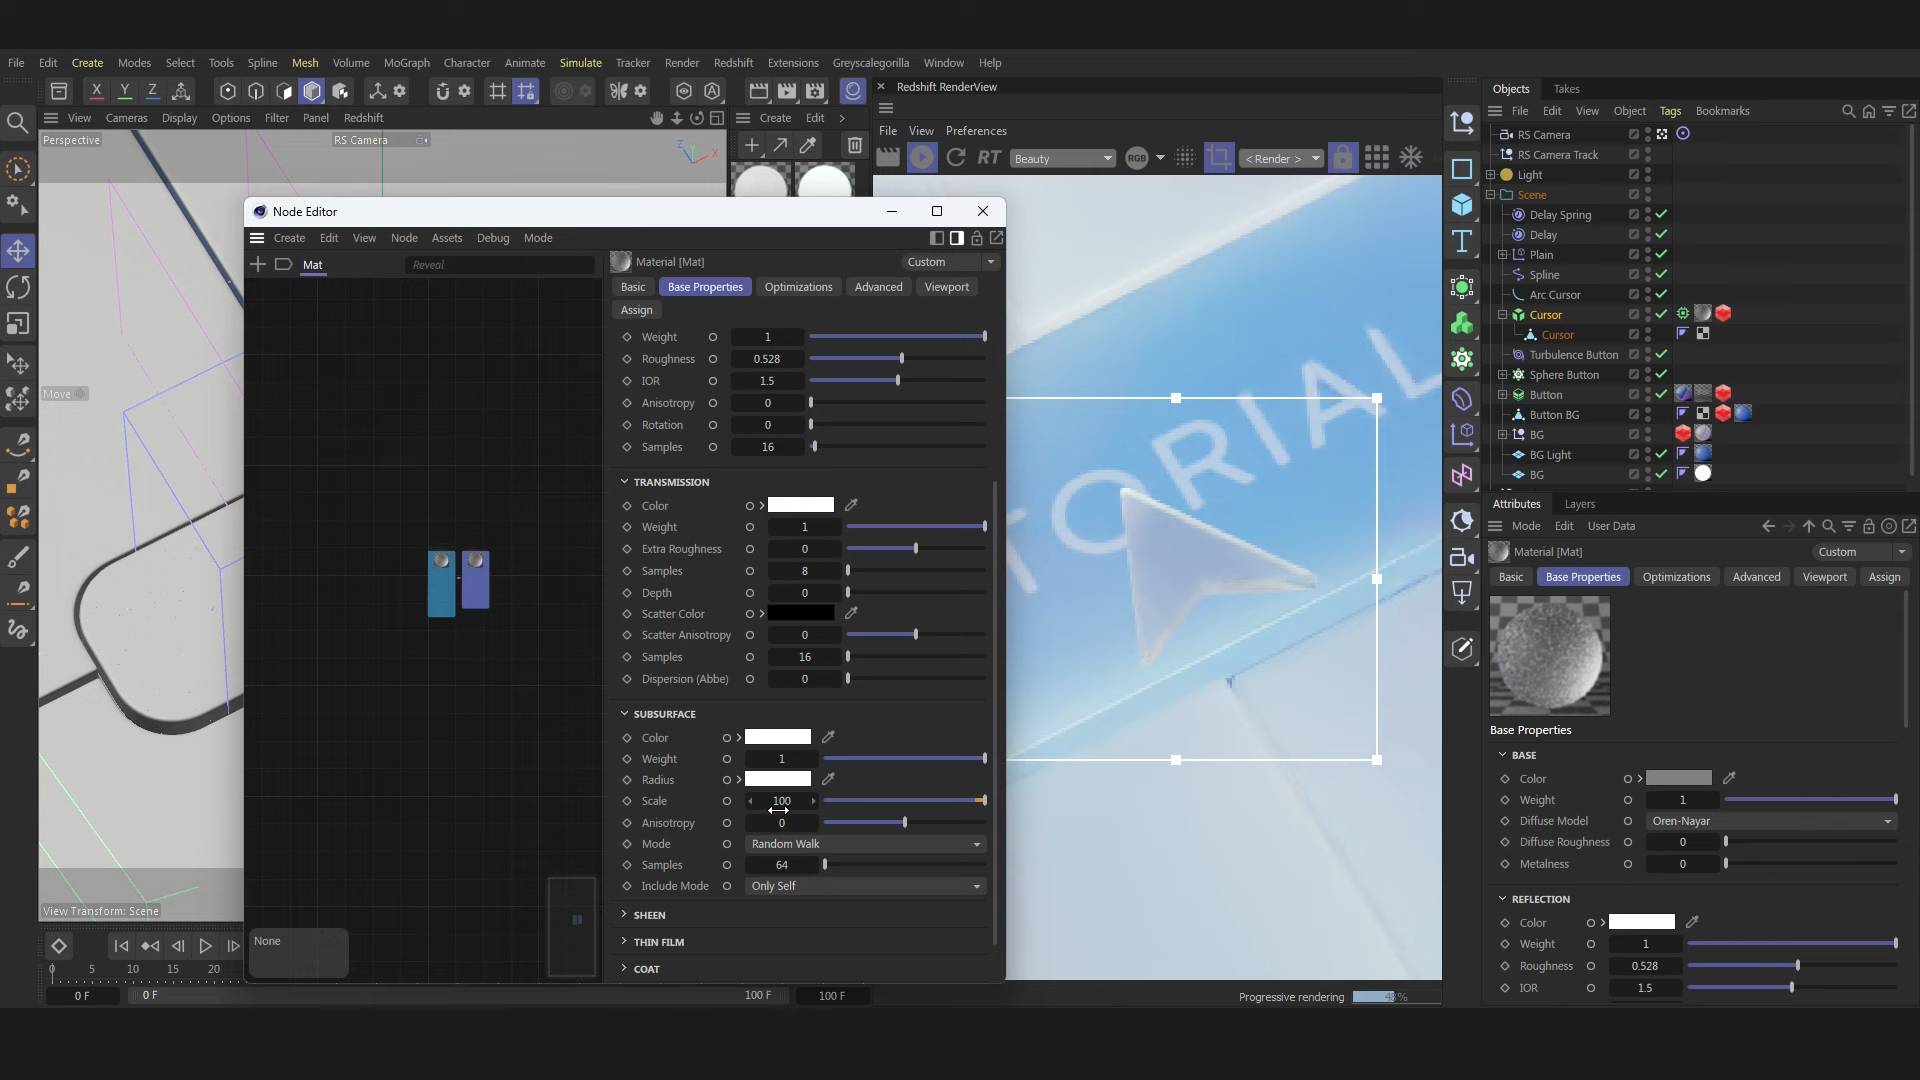 File Edit Create Modes Select Tools Spline Mesh Volume MoGraph Character Animate Simulate Tracker Render Redshift Extensions Greyscalegorilla Window Help
X Y Z
Redshift RenderView
Objects Takes
View Cameras Display Options Filter Panel Redshift
Create Edit
File Edit View Object Tags Bookmarks
File View Preferences
Perspective
RS Camera
Z Y X
RT Beauty RGB < Render >
RS Camera
RS Camera Track
Light
Scene
Delay Spring
Delay
Plain
Spline
Arc Cursor
Cursor
Cursor
Turbulence Button
Sphere Button
Button
Button BG
BG
BG Light
BG
Node Editor
Create Edit View Node Assets Debug Mode
Mat
Reveal
Material [Mat]
Custom
Basic Base Properties Optimizations Advanced Viewport
Assign
Weight 1
Roughness 0.528
IOR 1.5
Anisotropy 0
Rotation 0
Samples 16
TRANSMISSION
Color
Weight 1
Extra Roughness 0
Samples 8
Depth 0
Scatter Color
Scatter Anisotropy 0
Samples 16
Dispersion (Abbe) 0
SUBSURFACE
Color
Weight 1
Radius
Scale 100
Anisotropy 0
Mode Random Walk
Samples 64
Include Mode Only Self
SHEEN
THIN FILM
COAT
None
Move
View Transform: Scene
TORIAL
Attributes Layers
Mode Edit User Data
Material [Mat]
Custom
Basic Base Properties Optimizations Advanced Viewport Assign
Base Properties
BASE
Color
Weight 1
Diffuse Model Oren-Nayar
Diffuse Roughness 0
Metalness 0
REFLECTION
Color
Weight 1
Roughness 0.528
IOR 1.5
0 5 10 15 20
0 F 0 F 100 F 100 F
Progressive rendering